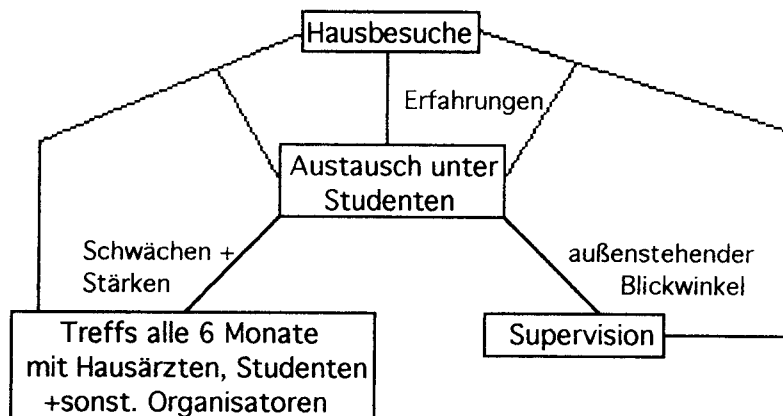 Hausbesuche
Erfahrungen
Austausch unter
Studenten
Schwächen +
Stärken
außenstehender
Blickwinkel
Treffs alle 6 Monate
mit Hausärzten, Studenten
+sonst. Organisatoren
Supervision